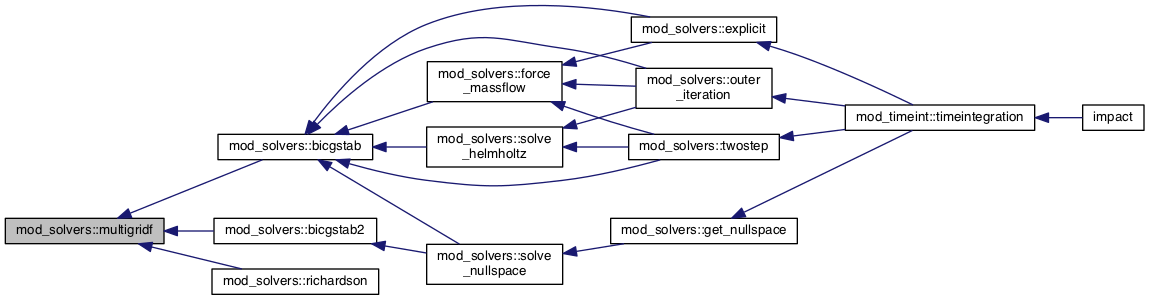 mod_solvers::explicit
mod_solvers::force
_massflow
mod_solvers::outer
_iteration
mod_timeint::timeintegration
impact
mod_solvers::bicgstab
mod_solvers::solve
_helmholtz
mod_solvers::twostep
mod_solvers::multigridf
mod_solvers::bicgstab2
mod_solvers::get_nullspace
mod_solvers::solve
_nullspace
mod_solvers::richardson